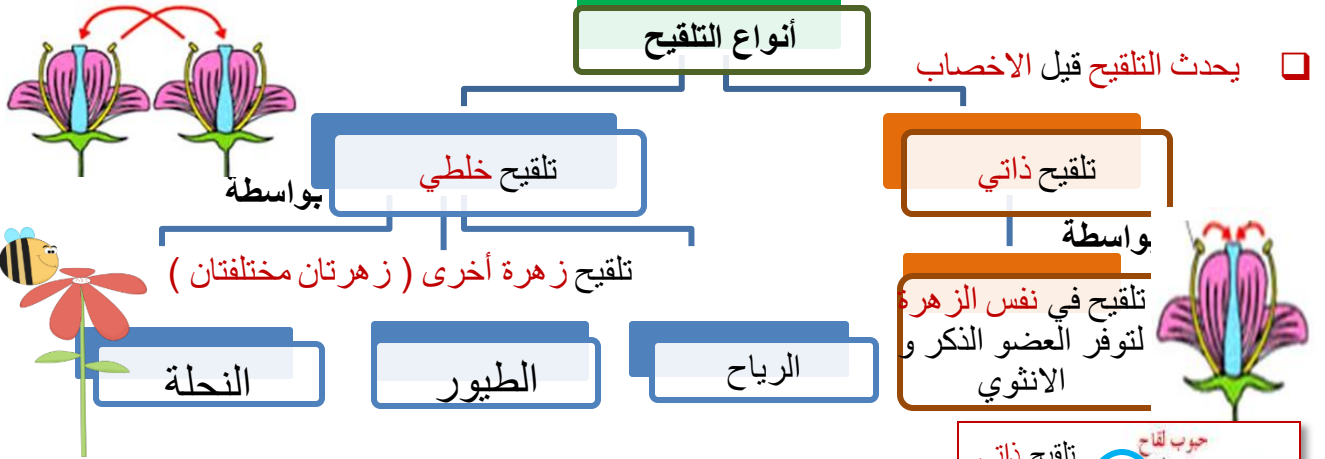 أنواع التلقيح
يحدث التلقيح قبل الاخصاب
تلقيح ذاتي
تلقيح خلطي
بواسطة
بواسطة
تلقيح زهرة أخرى ( زهرتان مختلفتان )
تلقيح في نفس الزهرة
لتوفر العضو الذكر و
الانثوي
الرياح
الطيور
النحلة
حبوب لقاح
تلقيح ذاتي